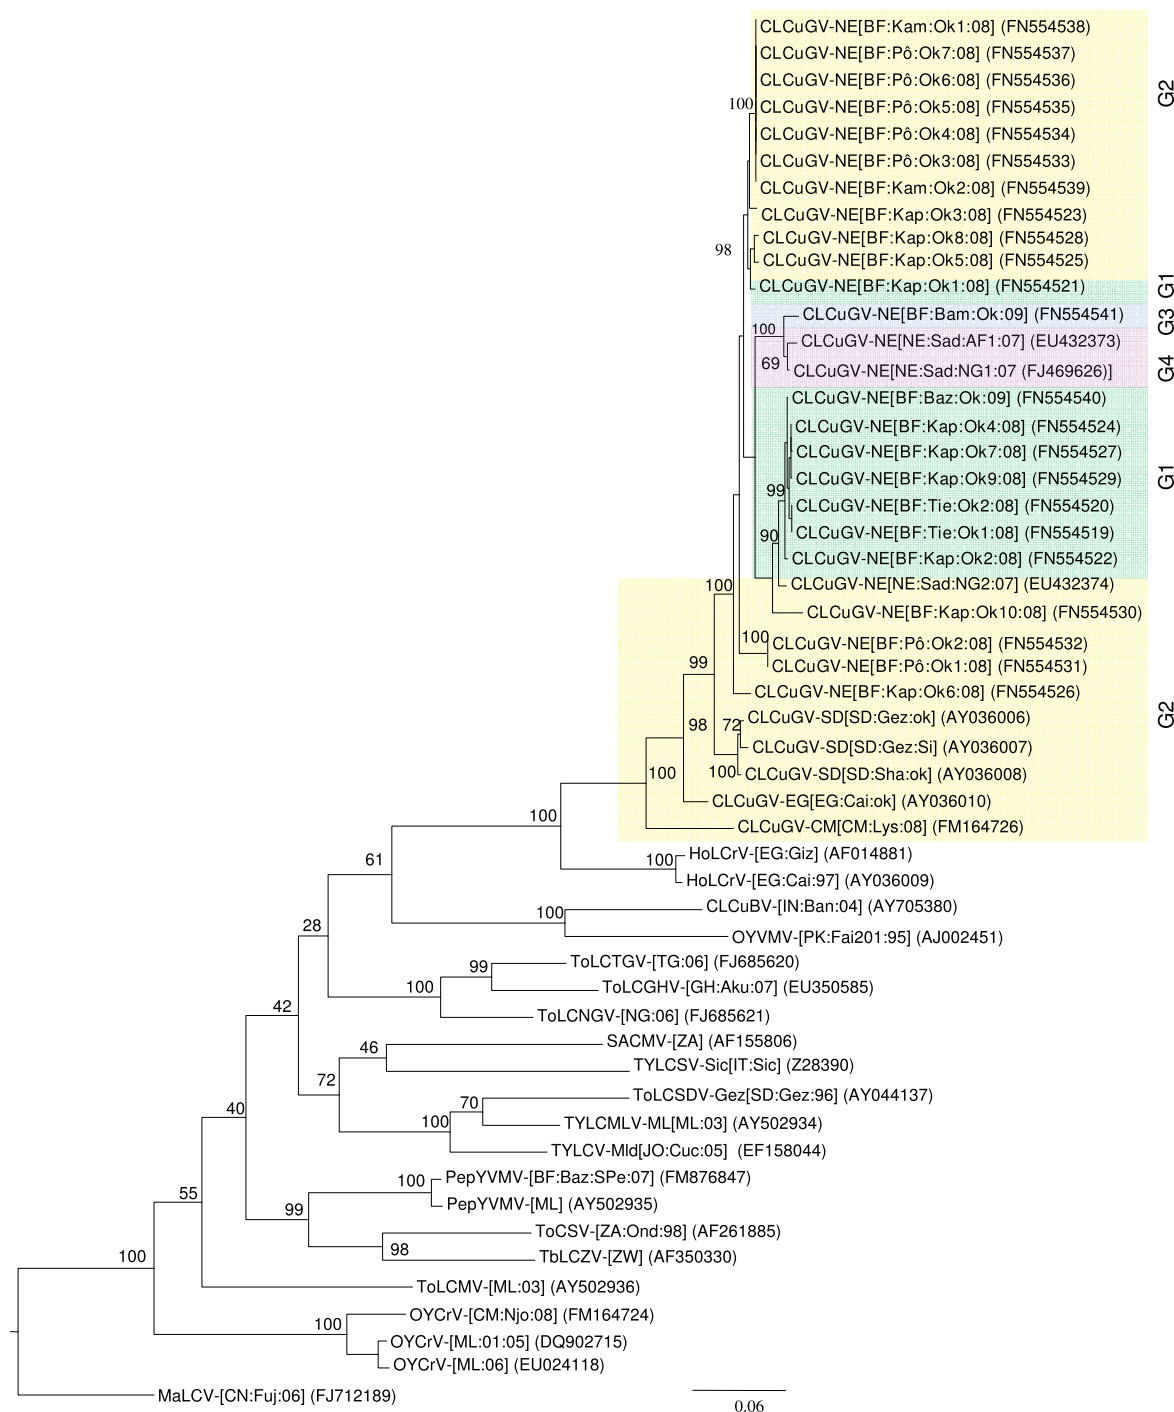 CLCuGV-NE[BF:Kam:Ok1:08] (FN554538)
CLCuGV-NE[BF:Pô:Ok7:08] (FN554537)
CLCuGV-NE[BF:Pô:Ok6:08] (FN554536)
G2
100
CLCuGV-NE[BF:Pô:Ok5:08] (FN554535)
CLCuGV-NE[BF:Pô:Ok4:08] (FN554534)
CLCuGV-NE[BF:Pô:Ok3:08] (FN554533)
CLCuGV-NE[BF:Kam:Ok2:08] (FN554539)
CLCuGV-NE[BF:Kap:Ok3:08] (FN554523)
CLCuGV-NE[BF:Kap:Ok8:08] (FN554528)
98
CLCuGV-NE[BF:Kap:Ok5:08] (FN554525)
CLCuGV-NE[BF:Kap:Ok1:08] (FN554521)
G1
CLCuGV-NE[BF:Bam:Ok:09] (FN554541)
G3
100
CLCuGV-NE[NE:Sad:AF1:07] (EU432373)
69
CLCuGV-NE[NE:Sad:NG1:07 (FJ469626)]
G4
CLCuGV-NE[BF:Baz:Ok:09] (FN554540)
CLCuGV-NE[BF:Kap:Ok4:08] (FN554524)
CLCuGV-NE[BF:Kap:Ok7:08] (FN554527)
CLCuGV-NE[BF:Kap:Ok9:08] (FN554529)
G1
99
CLCuGV-NE[BF:Tie:Ok2:08] (FN554520)
CLCuGV-NE[BF:Tie:Ok1:08] (FN554519)
90
CLCuGV-NE[BF:Kap:Ok2:08] (FN554522)
CLCuGV-NE[NE:Sad:NG2:07] (EU432374)
100
CLCuGV-NE[BF:Kap:Ok10:08] (FN554530)
100
CLCuGV-NE[BF:Pô:Ok2:08] (FN554532)
99
CLCuGV-NE[BF:Pô:Ok1:08] (FN554531)
CLCuGV-NE[BF:Kap:Ok6:08] (FN554526)
G2
CLCuGV-SD[SD:Gez:ok] (AY036006)
98
72
CLCuGV-SD[SD:Gez:Si] (AY036007)
100
100
CLCuGV-SD[SD:Sha:ok] (AY036008)
CLCuGV-EG[EG:Cai:ok] (AY036010)
100
CLCuGV-CM[CM:Lys:08] (FM164726)
61
100
HoLCrV-[EG:Giz] (AF014881)
HoLCrV-[EG:Cai:97] (AY036009)
CLCuBV-[IN:Ban:04] (AY705380)
100
28
OYVMV-[PK:Fai201:95] (AJ002451)
99
ToLCTGV-[TG:06] (FJ685620)
100
ToLCGHV-[GH:Aku:07] (EU350585)
42
ToLCNGV-[NG:06] (FJ685621)
46
SACMV-[ZA] (AF155806)
TYLCSV-Sic[IT:Sic] (Z28390)
72
ToLCSDV-Gez[SD:Gez:96] (AY044137)
40
70
100
TYLCMLV-ML[ML:03] (AY502934)
TYLCV-Mld[JO:Cuc:05] (EF158044)
55
100
PepYVMV-[BF:Baz:SPe:07] (FM876847)
99
PepYVMV-[ML] (AY502935)
ToCSV-[ZA:Ond:98] (AF261885)
98
100
TbLCZV-[ZW] (AF350330)
ToLCMV-[ML:03] (AY502936)
OYCrV-[CM:Njo:08] (FM164724)
100
OYCrV-[ML:01:05] (DQ902715)
OYCrV-[ML:06] (EU024118)
MaLCV-[CN:Fuj:06] (FJ712189)
0.06